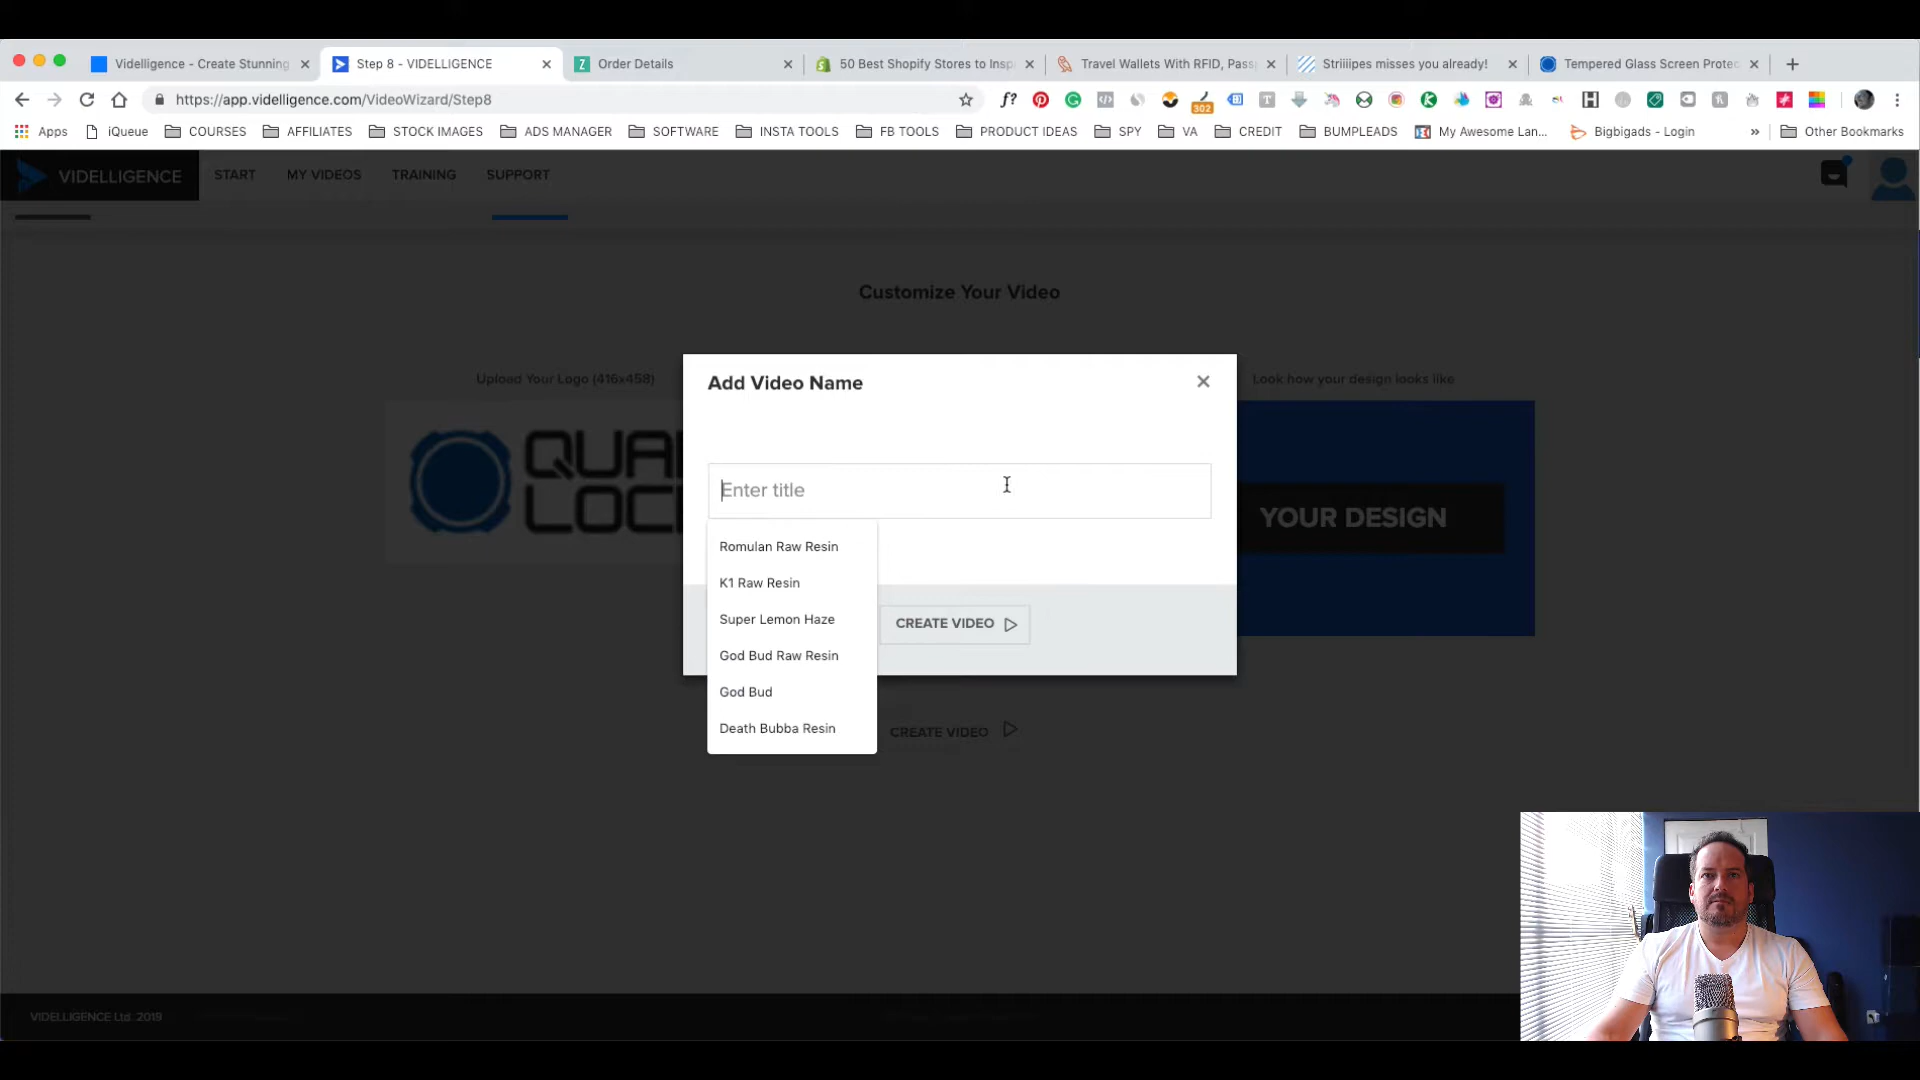 Videlligence - Create Stunning
Step 8 - VIDELLIGENCE
Order Details
50 Best Shopify Stores to Insp
Travel Wallets With RFID, Pass
Striiiipes misses you already!
Tempered Glass Screen Protec
https://app.videlligence.com/VideoWizard/Step8
f?
302
Apps
iQueue
COURSES
AFFILIATES
STOCK IMAGES
ADS MANAGER
SOFTWARE
INSTA TOOLS
FB TOOLS
PRODUCT IDEAS
SPY
VA
CREDIT
BUMPLEADS
My Awesome Lan...
Bigbigads - Login
»
Other Bookmarks
VIDELLIGENCE
START
MY VIDEOS
TRAINING
SUPPORT
Customize Your Video
Upload Your Logo (416x458)
Look how your design looks like
QUA
LOC
YOUR DESIGN
Add Video Name
Enter title
Romulan Raw Resin
K1 Raw Resin
Super Lemon Haze
God Bud Raw Resin
God Bud
Death Bubba Resin
CREATE VIDEO
CREATE VIDEO
VIDELLIGENCE Ltd. 2019